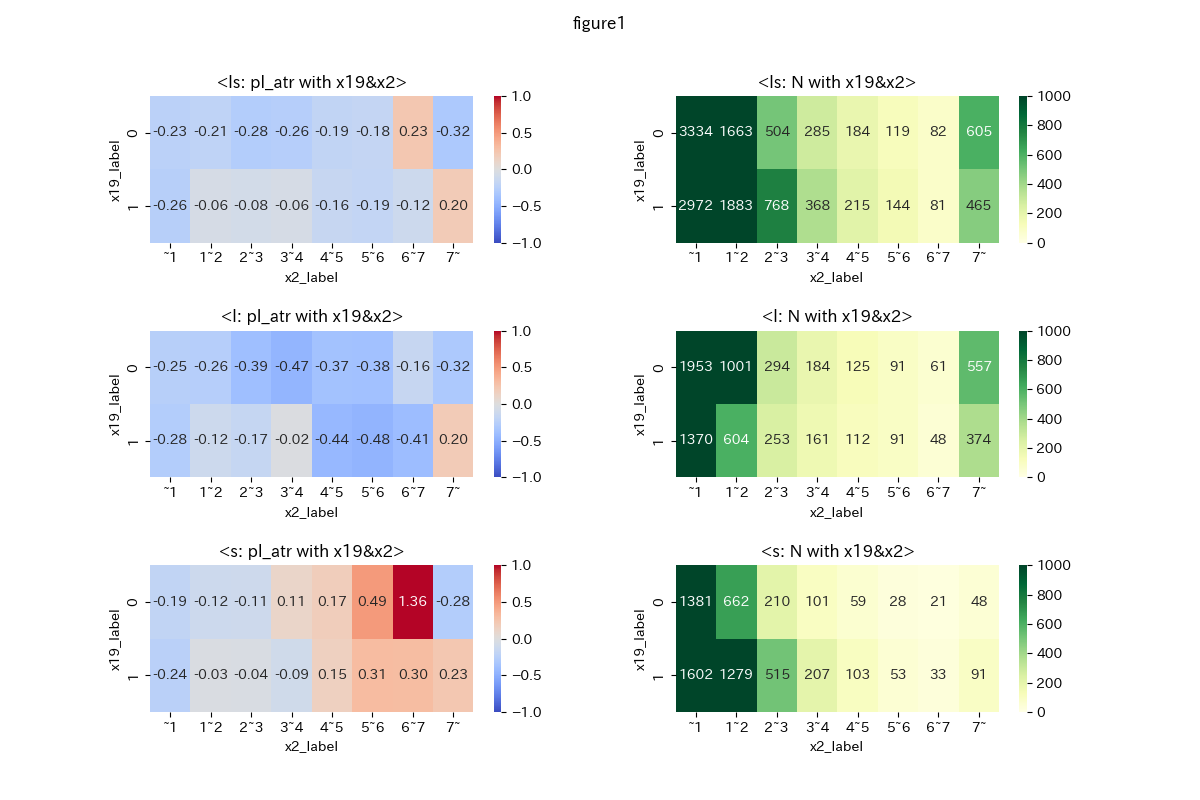 figure1
<ls: pl_atr with x19&x2>
x19_label
0 -0.23 -0.21 -0.28 -0.26 -0.19 -0.18 0.23 -0.32
1 -0.26 -0.06 -0.08 -0.06 -0.16 -0.19 -0.12 0.20
~1 1~2 2~3 3~4 4~5 5~6 6~7 7~
x2_label
1.0
0.5
0.0
−0.5
−1.0
<ls: N with x19&x2>
x19_label
0 3334 1663 504 285 184 119 82 605
1 2972 1883 768 368 215 144 81 465
~1 1~2 2~3 3~4 4~5 5~6 6~7 7~
x2_label
1000
800
600
400
200
0
<l: pl_atr with x19&x2>
x19_label
0 -0.25 -0.26 -0.39 -0.47 -0.37 -0.38 -0.16 -0.32
1 -0.28 -0.12 -0.17 -0.02 -0.44 -0.48 -0.41 0.20
~1 1~2 2~3 3~4 4~5 5~6 6~7 7~
x2_label
1.0
0.5
0.0
−0.5
−1.0
<l: N with x19&x2>
x19_label
0 1953 1001 294 184 125 91 61 557
1 1370 604 253 161 112 91 48 374
~1 1~2 2~3 3~4 4~5 5~6 6~7 7~
x2_label
1000
800
600
400
200
0
<s: pl_atr with x19&x2>
x19_label
0 -0.19 -0.12 -0.11 0.11 0.17 0.49 1.36 -0.28
1 -0.24 -0.03 -0.04 -0.09 0.15 0.31 0.30 0.23
~1 1~2 2~3 3~4 4~5 5~6 6~7 7~
x2_label
1.0
0.5
0.0
−0.5
−1.0
<s: N with x19&x2>
x19_label
0 1381 662 210 101 59 28 21 48
1 1602 1279 515 207 103 53 33 91
~1 1~2 2~3 3~4 4~5 5~6 6~7 7~
x2_label
1000
800
600
400
200
0